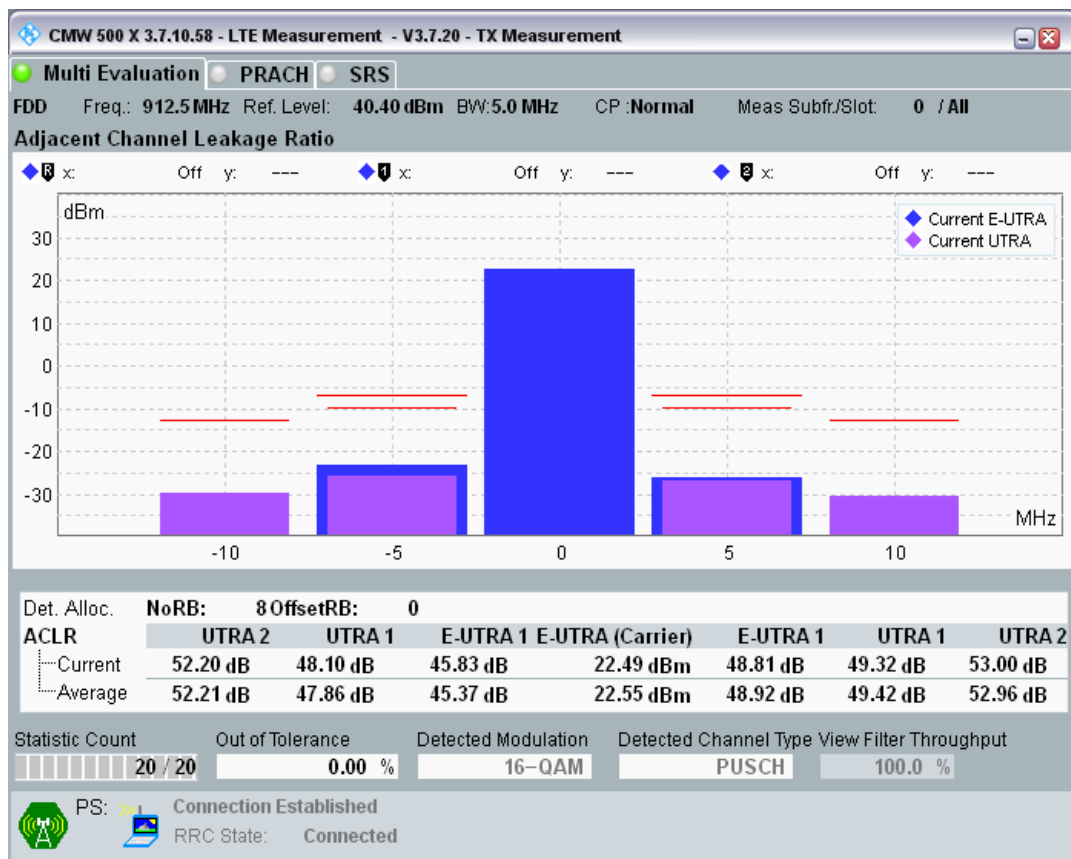 CMW 500 X 3.7.10.58 - LTE Measurement - V3.7.20 - TX Measurement
Multi Evaluation PRACH SRS
FDD Freq.: 912.5 MHz Ref. Level: 40.40 dBm BW:5.0 MHz CP :Normal Meas Subfr./Slot: 0 / All
Adjacent Channel Leakage Ratio
R x: Off y: --- 1 x: Off y: --- 2 x: Off y: ---
dBm
Current E-UTRA
Current UTRA
30
20
10
0
-10
-20
-30
MHz
-10 -5 0 5 10
Det. Alloc. NoRB: 8 OffsetRB: 0
ACLR UTRA 2 UTRA 1 E-UTRA 1 E-UTRA (Carrier) E-UTRA 1 UTRA 1 UTRA 2
Current 52.20 dB 48.10 dB 45.83 dB 22.49 dBm 48.81 dB 49.32 dB 53.00 dB
Average 52.21 dB 47.86 dB 45.37 dB 22.55 dBm 48.92 dB 49.42 dB 52.96 dB
Statistic Count Out of Tolerance Detected Modulation Detected Channel Type View Filter Throughput
20 / 20 0.00 % 16-QAM PUSCH 100.0 %
PS: Connection Established
RRC State: Connected